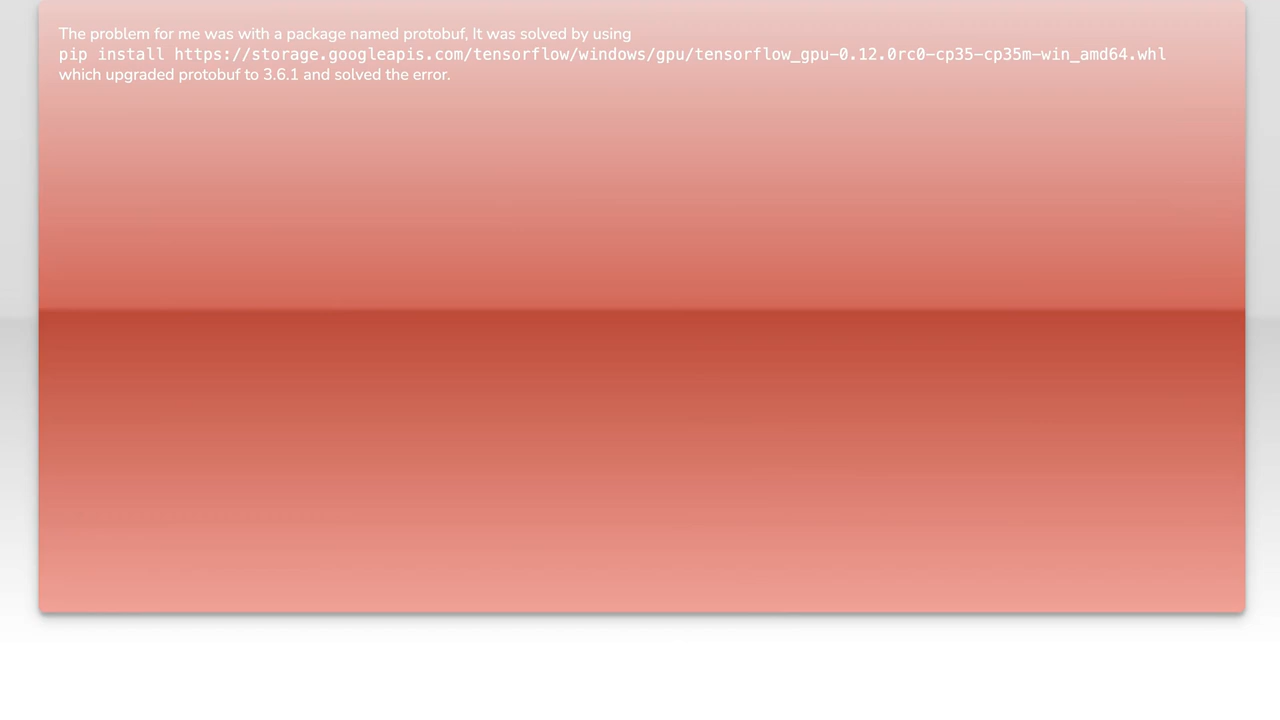 The problem for me was with a package named protobuf, It was solved by using
pip install https://storage.googleapis.com/tensorflow/windows/gpu/tensorflow_gpu-0.12.0rc0-cp35-cp35m-win_amd64.whl
which upgraded protobuf to 3.6.1 and solved the error.